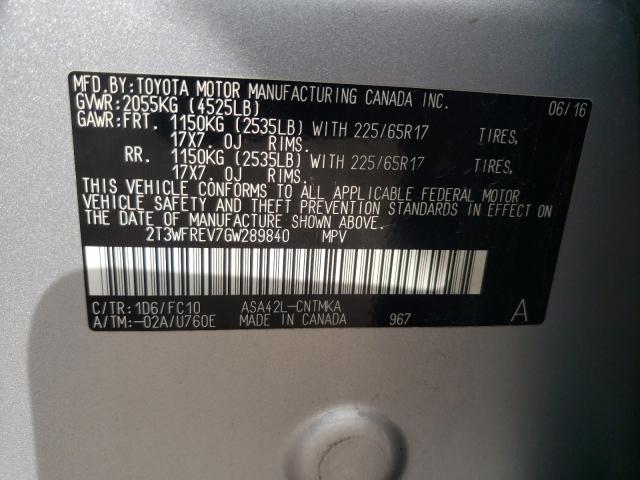 MFD.BY:TOYOTA MOTOR MANUFACTURING CANADA INC.
GVWR:2055KG (4525LB) 06/16
GAWR:FRT. 1150KG (2535LB) WITH 225/65R17 TIRES,
17X7 0J RIMS.
RR. 1150KG (2535LB) WITH 225/65R17 TIRES,
17X7 0J RIMS.
THIS VEHICLE CONFORMS TO ALL APPLICABLE FEDERAL MOTOR
VEHICLE SAFETY AND THEFT PREVENTION STANDARDS IN EFFECT ON
THE DATE OF MANUFACTURE SHOWN ABOVE.
2T3WFREV7GW289840 MPV
C/TR:1D6/FC10 ASA42L-CNTMKA
A/TM:-02A/U760E MADE IN CANADA 967 A